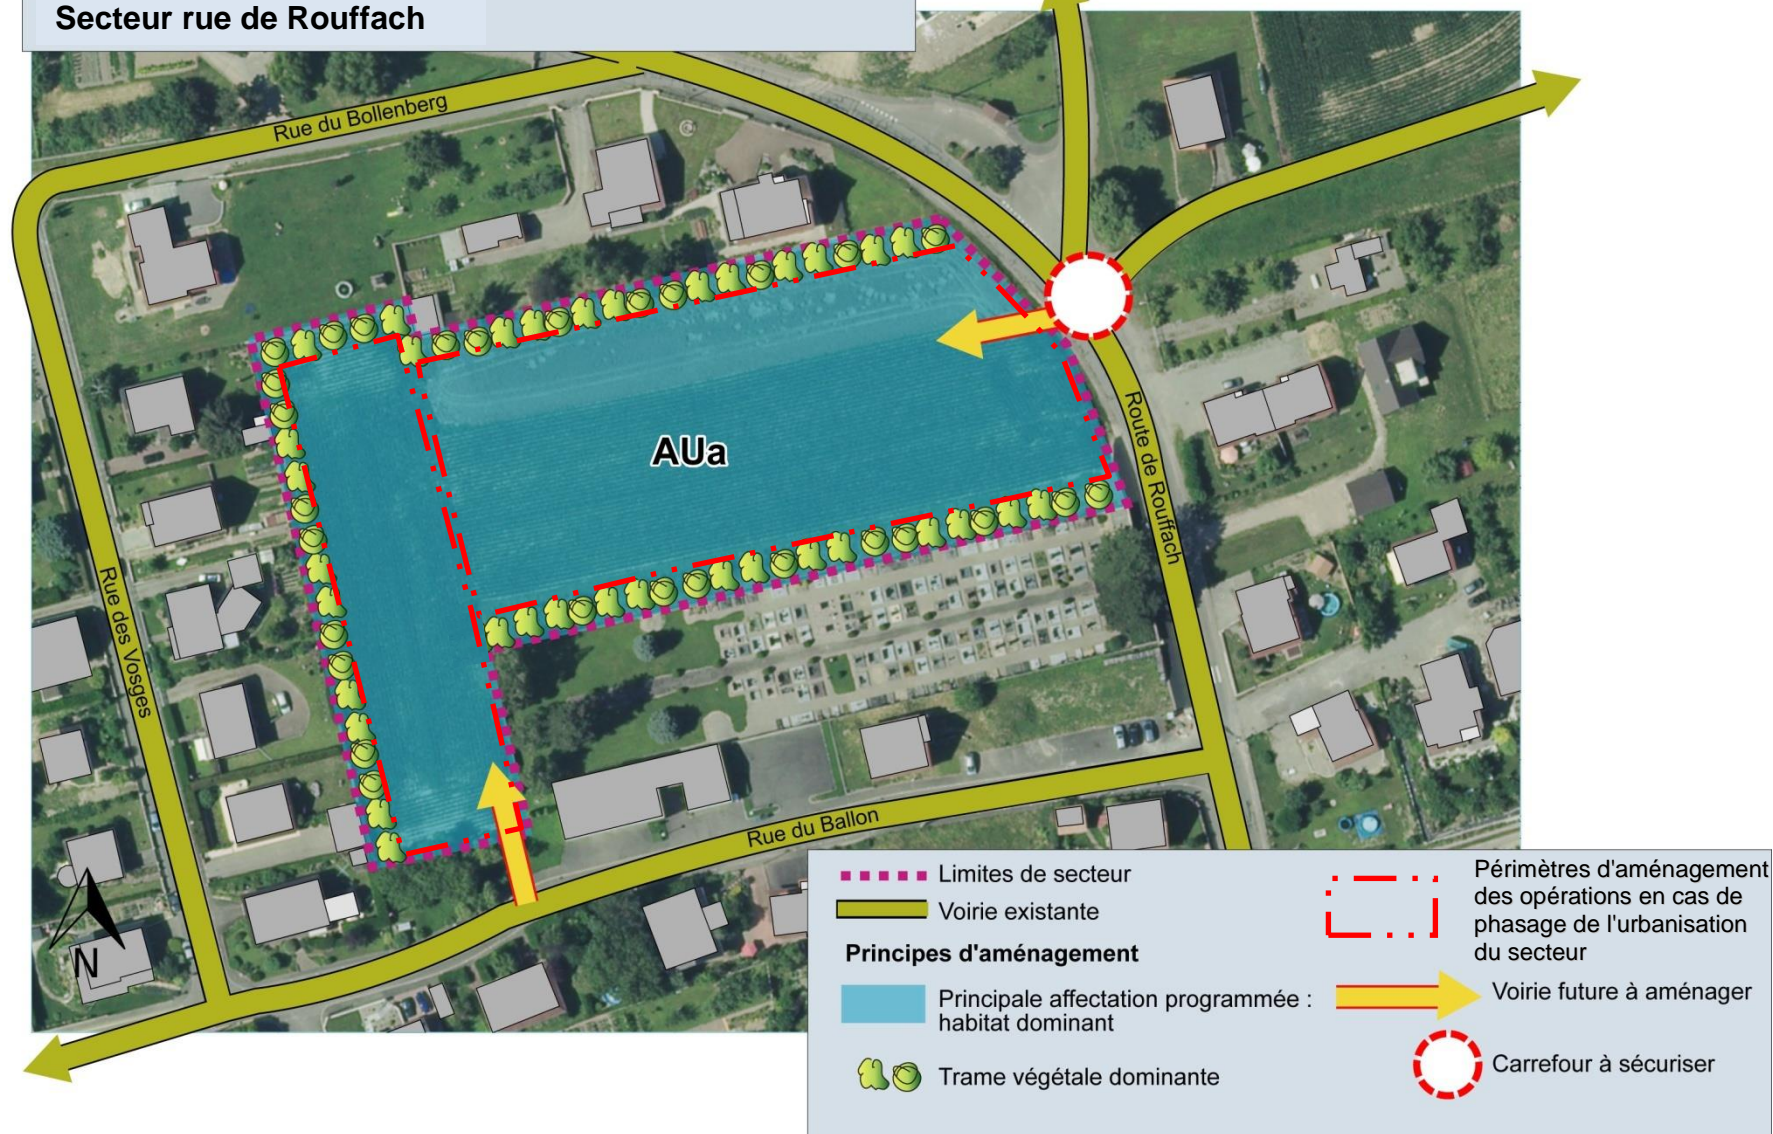 Secteur rue de Rouffach
Rue du Bollenberg
AUa
Route de Rouffach
Rue des Vosges
Rue du Ballon
N
Limites de secteur
Voirie existante
Principes d'aménagement
Principale affectation programmée :
habitat dominant
Trame végétale dominante
Périmètres d'aménagement
des opérations en cas de
phasage de l'urbanisation
du secteur
Voirie future à aménager
Carrefour à sécuriser